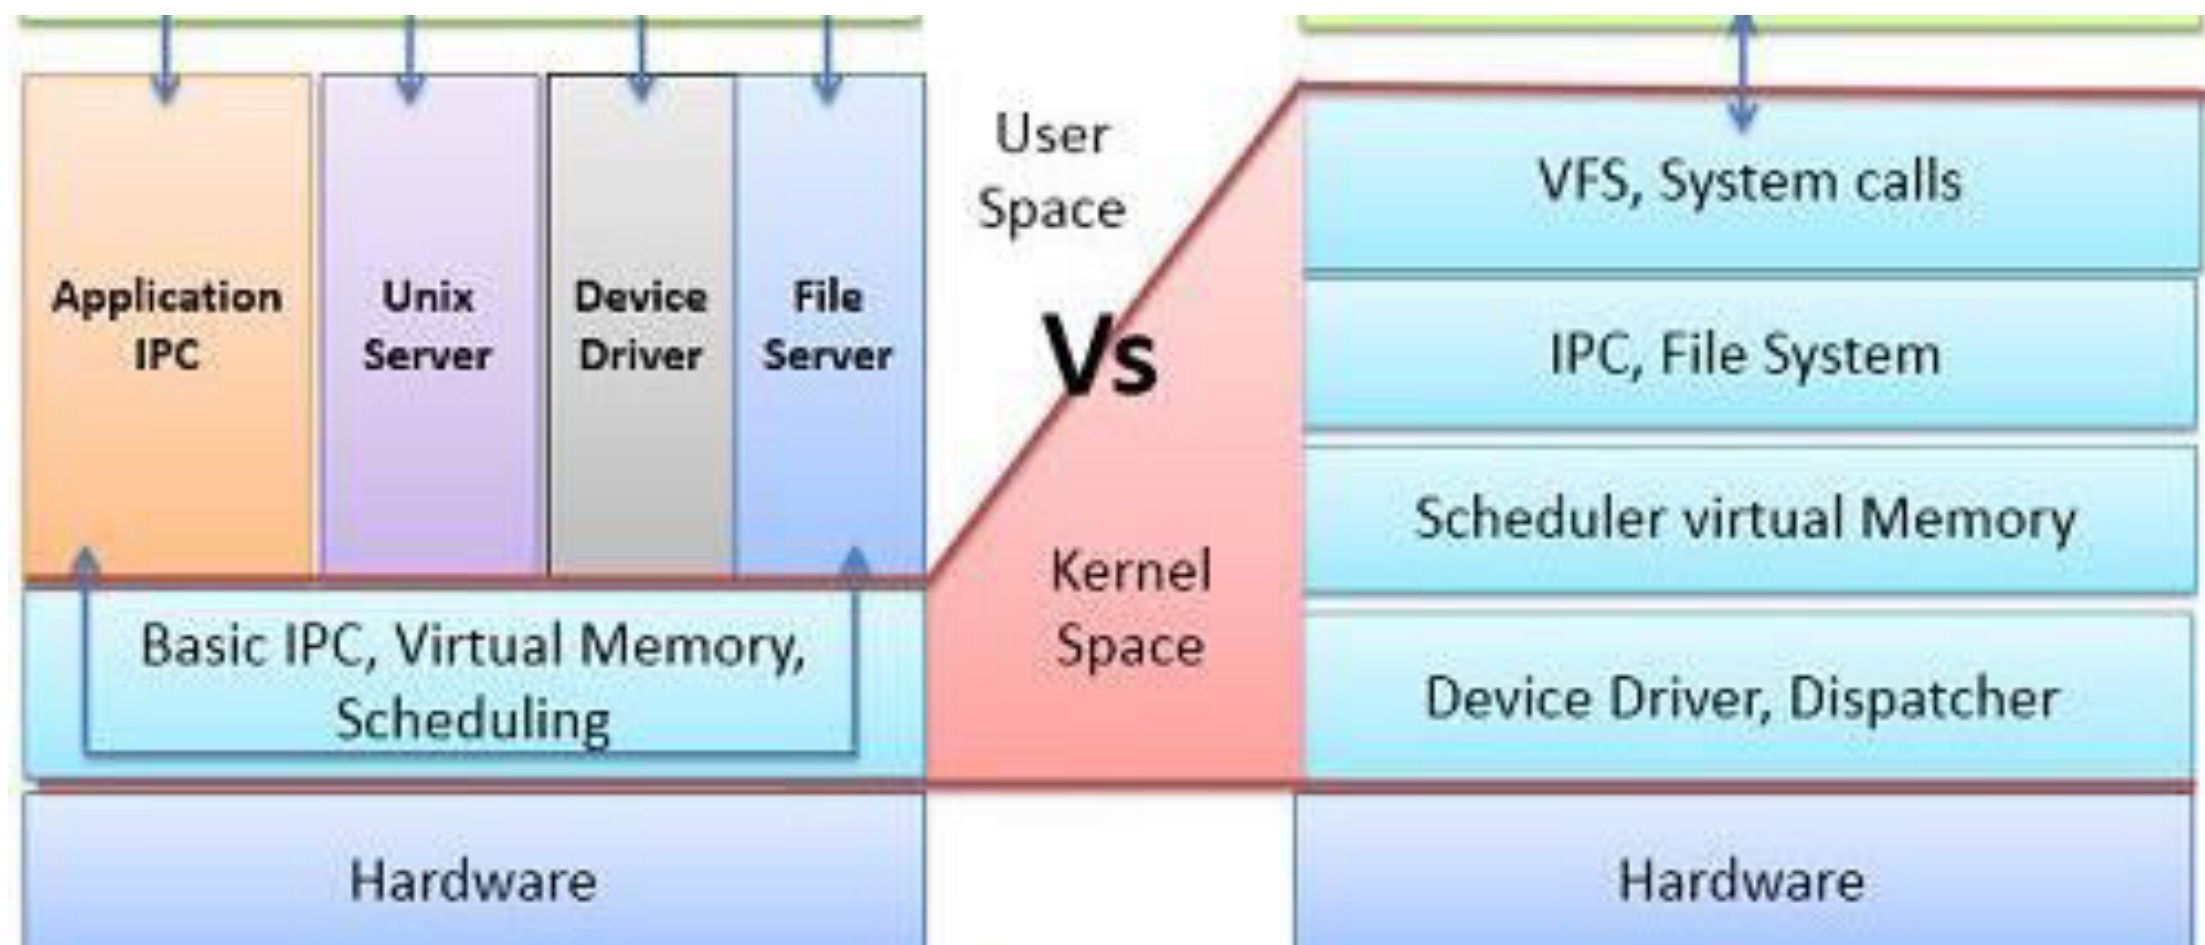 Application
IPC
Unix
Server
Device
Driver
File
Server
Basic IPC, Virtual Memory,
Scheduling
Hardware
User
Space
Vs
Kernel
Space
VFS, System calls
IPC, File System
Scheduler virtual Memory
Device Driver, Dispatcher
Hardware